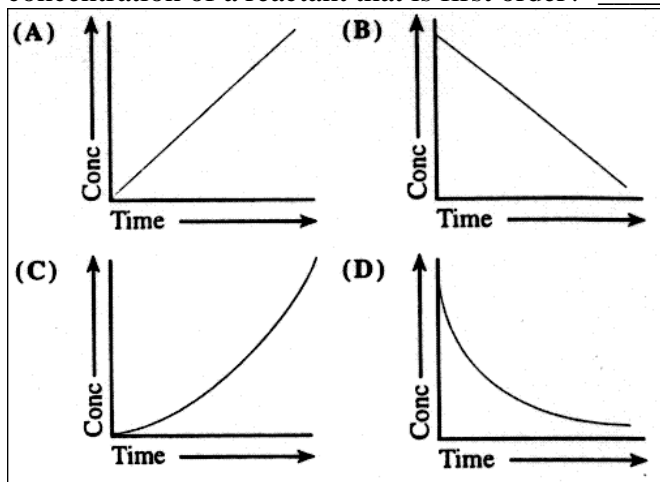 concentration of a reactant that is first order?
(A) (B)
Conc Conc
Time Time
(C) (D)
Conc Conc
Time Time